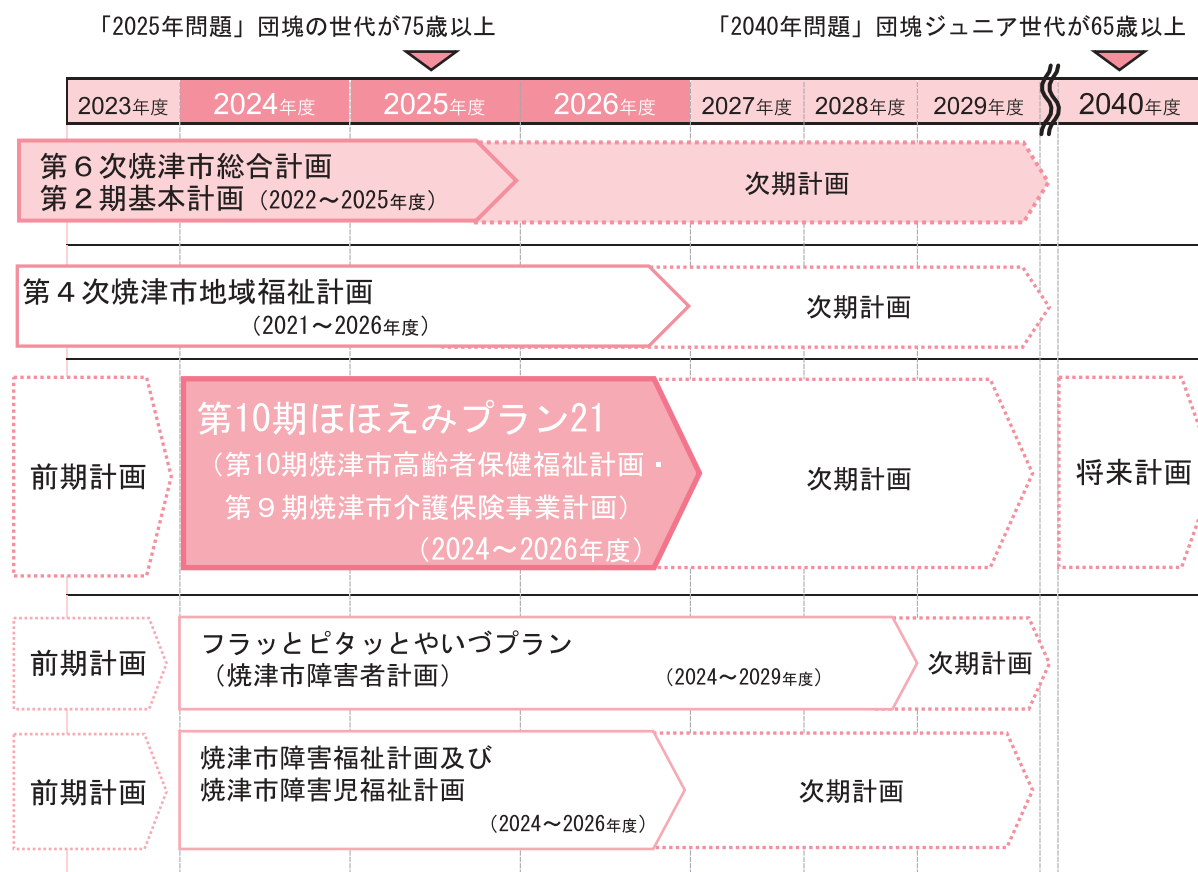 「2025年問題」団塊の世代が75歳以上
「2040年問題」団塊ジュニア世代が65歳以上
2023年度
2024年度
2025年度
2026年度
2027年度
2028年度
2029年度
2040年度
第６次焼津市総合計画
第２期基本計画（2022～2025年度）
次期計画
第４次焼津市地域福祉計画
（2021～2026年度）
次期計画
前期計画
第10期ほほえみプラン21
（第10期焼津市高齢者保健福祉計画・
第９期焼津市介護保険事業計画）
（2024～2026年度）
次期計画
将来計画
前期計画
フラッとピタッとやいづプラン
（焼津市障害者計画）
（2024～2029年度）
次期計画
前期計画
焼津市障害福祉計画及び
焼津市障害児福祉計画
（2024～2026年度）
次期計画